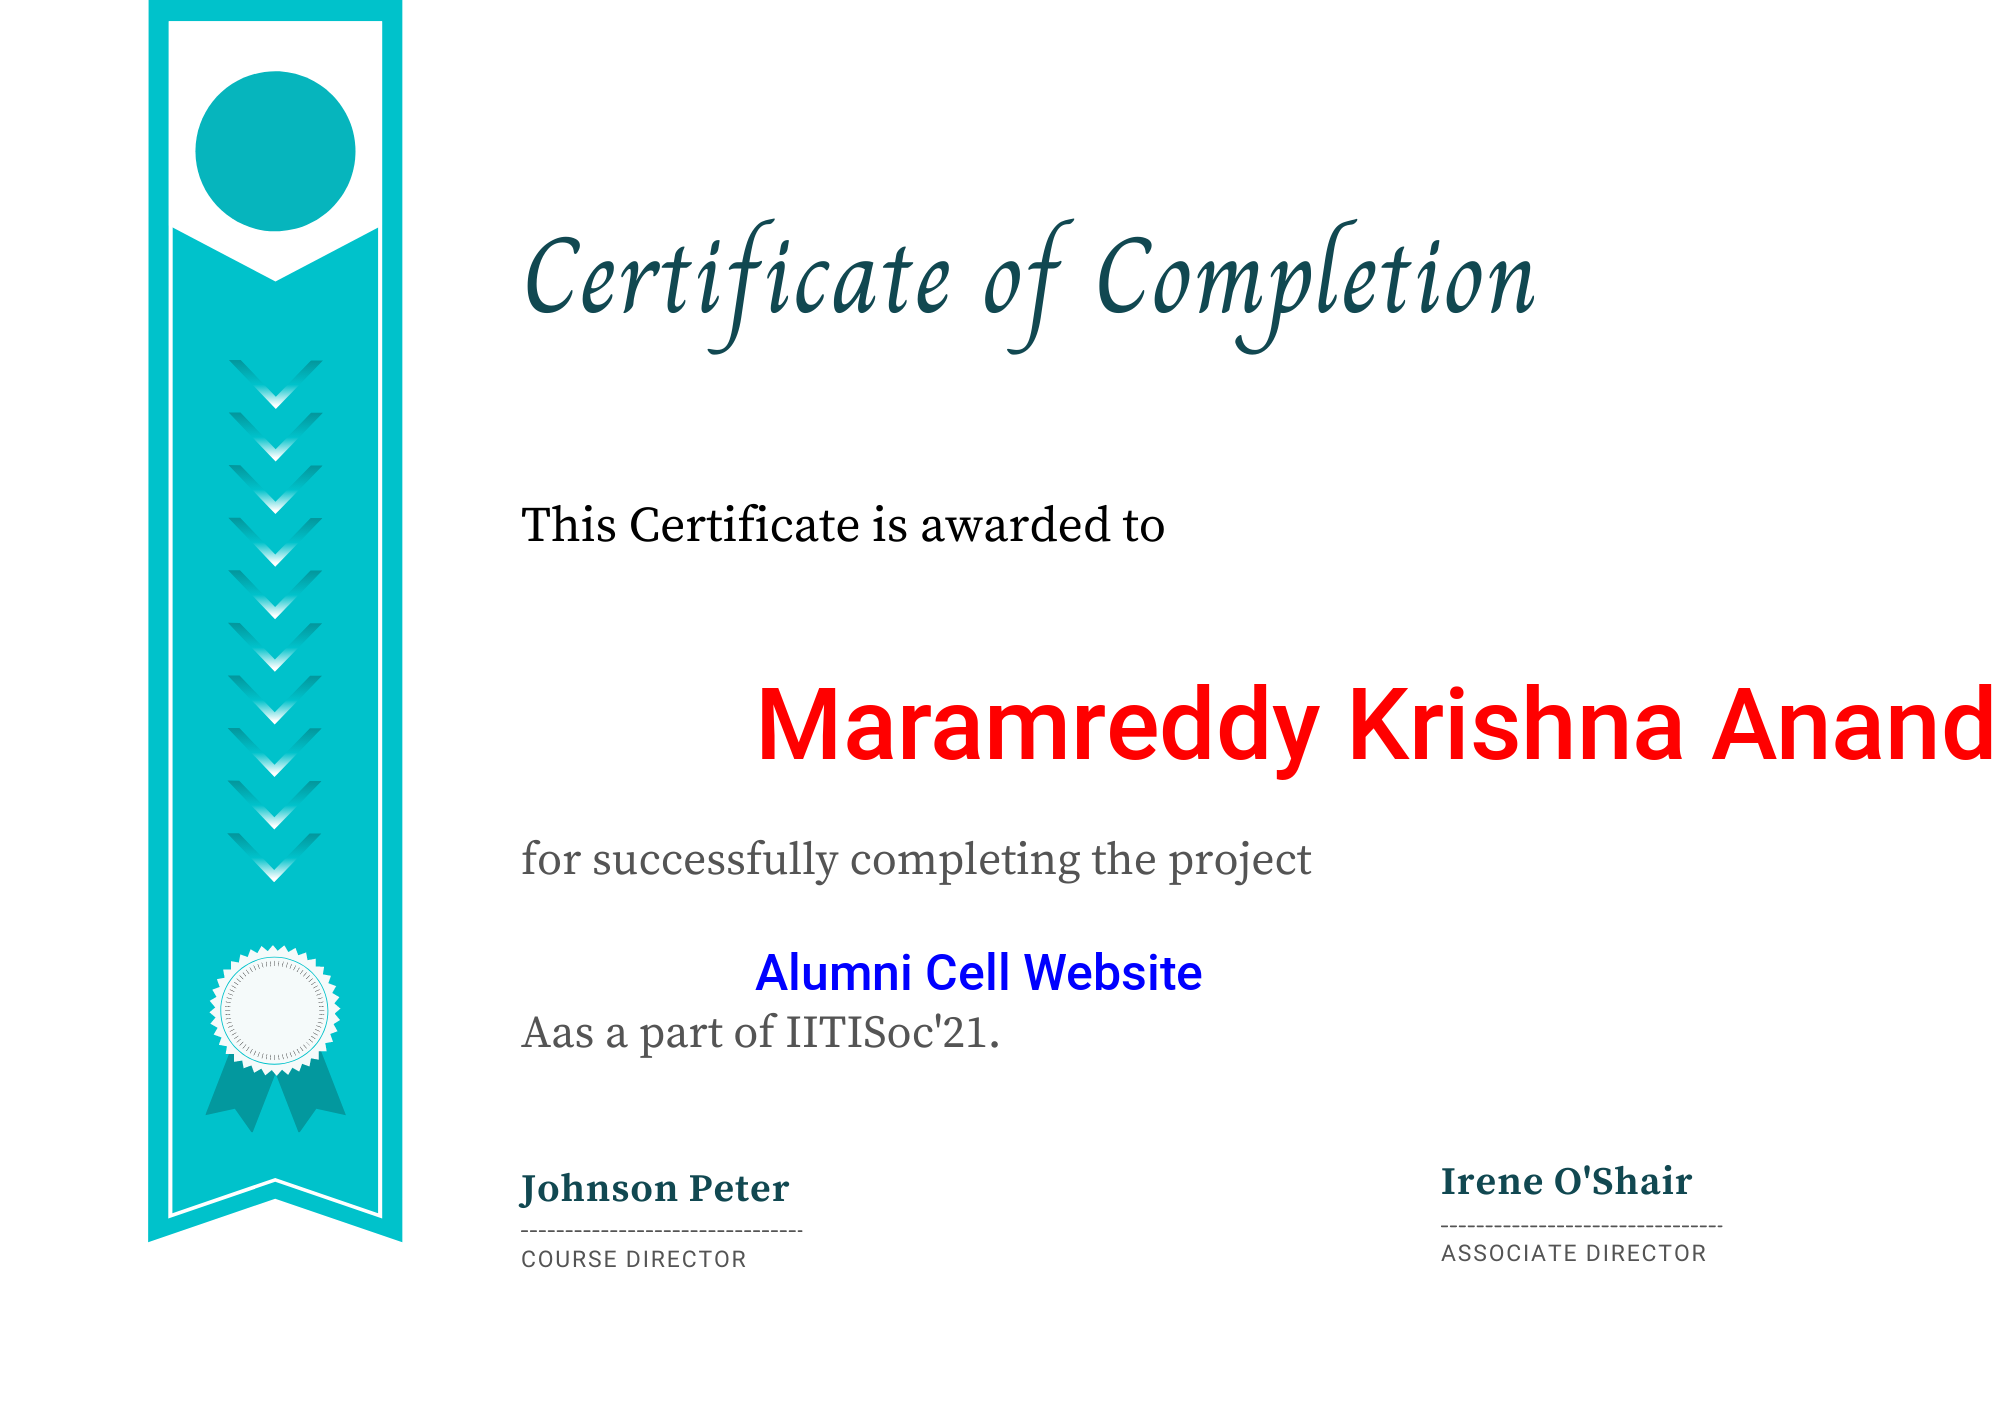 Certificate of Completion
This Certificate is awarded to
Maramreddy Krishna Anand
for successfully completing the project
Alumni Cell Website
Aas a part of IITISoc'21.
Johnson Peter
COURSE DIRECTOR
Irene O'Shair
ASSOCIATE DIRECTOR